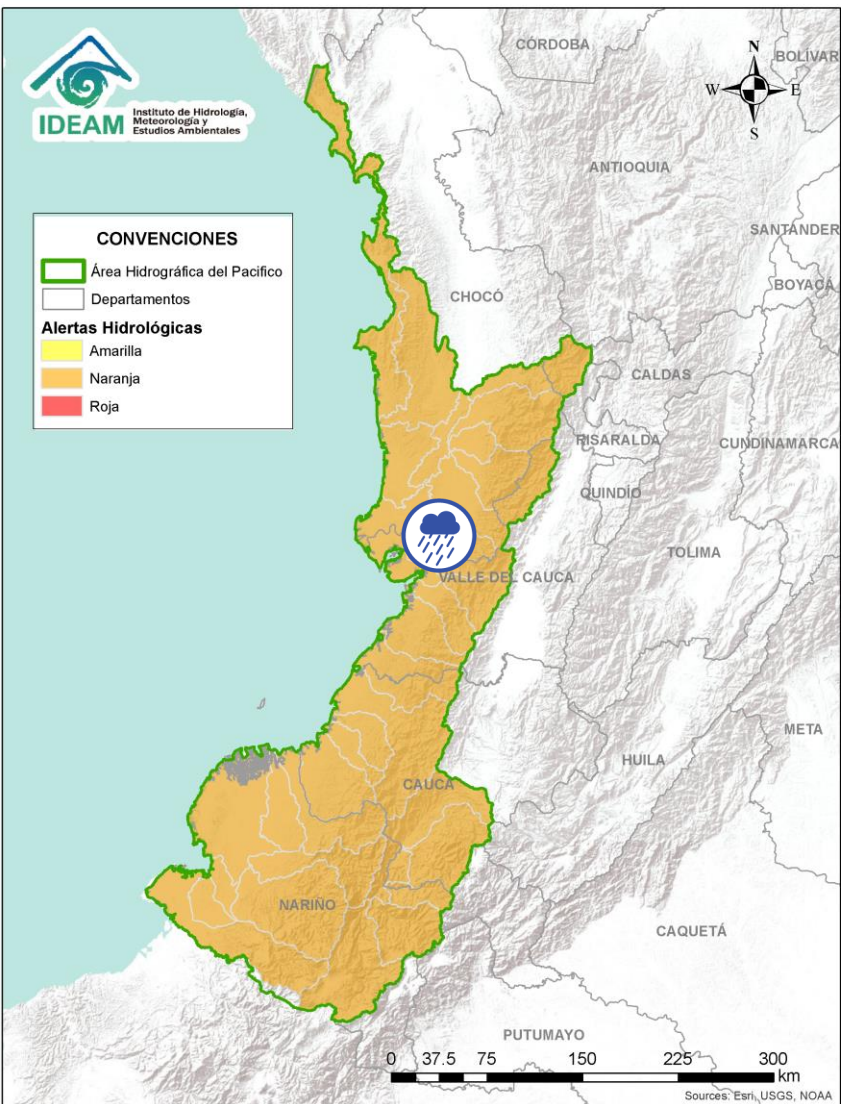 IDEAM
Instituto de Hidrología,
Meteorología y
Estudios Ambientales
CÓRDOBA
BOLÍVAR
N
W
E
S
ANTIOQUIA
SANTANDER
BOYACÁ
CONVENCIONES
Área Hidrográfica del Pacifico
Departamentos
Alertas Hidrológicas
Amarilla
Naranja
Roja
CHOCÓ
CALDAS
RISARALDA
CUNDINAMARCA
QUINDÍO
TOLIMA
VALLE DEL CAUCA
META
HUILA
CAUCA
NARIÑO
CAQUETÁ
PUTUMAYO
0 37.5 75 150 225 300
km
Sources: Esri, USGS, NOAA